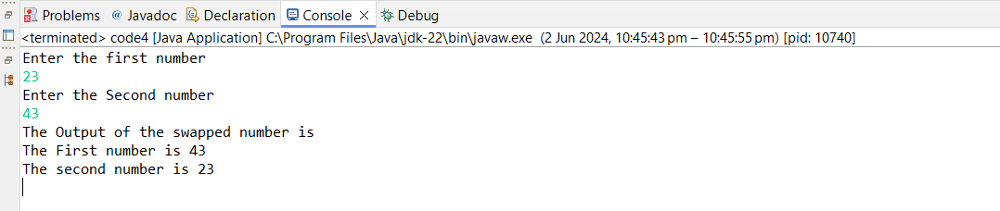 Problems @ Javadoc Declaration Console Debug
<terminated> code4 [Java Application] C:\Program Files\Java\jdk-22\bin\javaw.exe (2 Jun 2024, 10:45:43 pm – 10:45:55 pm) [pid: 10740]
Enter the first number
23
Enter the Second number
43
The Output of the swapped number is
The First number is 43
The second number is 23